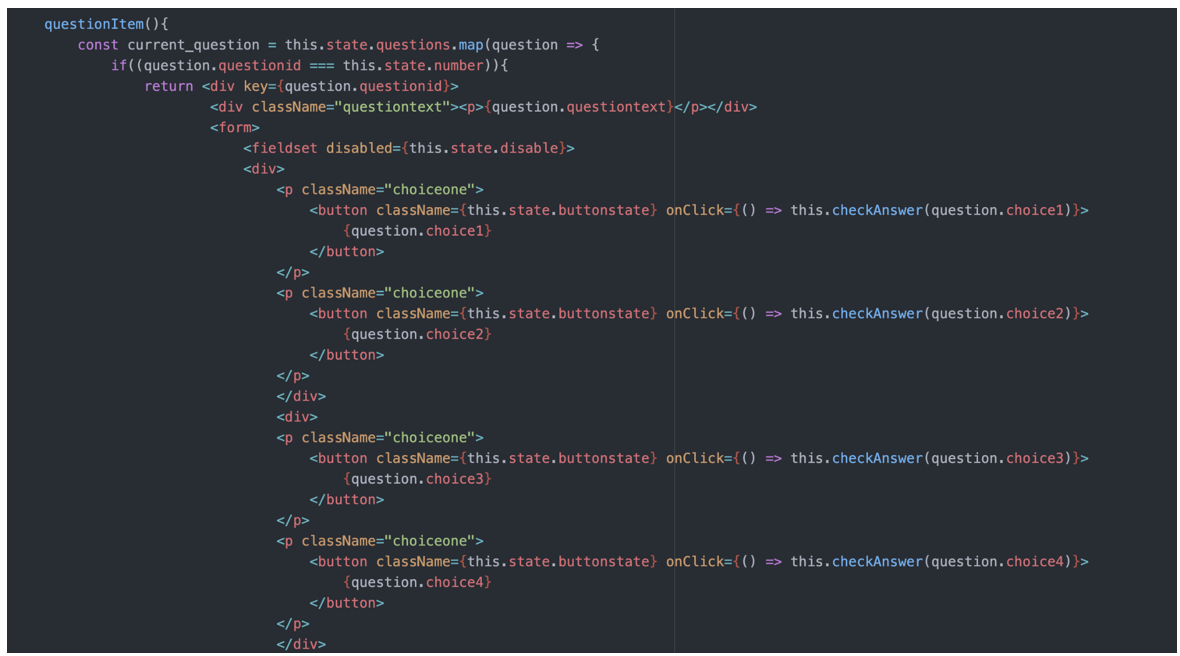 questionItem(){
const current_question = this.state.questions.map(question => {
if((question.questionid === this.state.number)){
return <div key={question.questionid}>
<div className="questiontext"><p>{question.questiontext}</p></div>
<form>
<fieldset disabled={this.state.disable}>
<div>
<p className="choiceone">
<button className={this.state.buttonstate} onClick={() => this.checkAnswer(question.choice1)}>
{question.choice1}
</button>
</p>
<p className="choiceone">
<button className={this.state.buttonstate} onClick={() => this.checkAnswer(question.choice2)}>
{question.choice2}
</button>
</p>
</div>
<div>
<p className="choiceone">
<button className={this.state.buttonstate} onClick={() => this.checkAnswer(question.choice3)}>
{question.choice3}
</button>
</p>
<p className="choiceone">
<button className={this.state.buttonstate} onClick={() => this.checkAnswer(question.choice4)}>
{question.choice4}
</button>
</p>
</div>